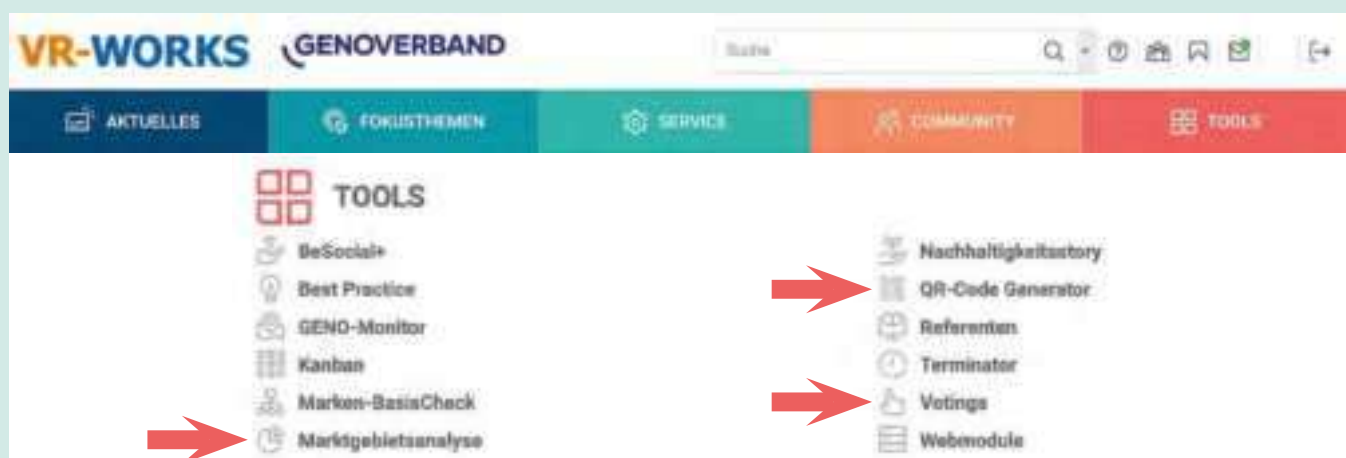 VR-WORKS GENOVERBAND Suche
AKTUELLES FOKUSTHEMEN SERVICE COMMUNITY TOOLS
TOOLS
BeSocial+
Best Practice
GENO-Monitor
Kanban
Marken-BasisCheck
Marktgebietsanalyse
Nachhaltigkeitsstory
QR-Code Generator
Referenten
Terminator
Votings
Webmodule